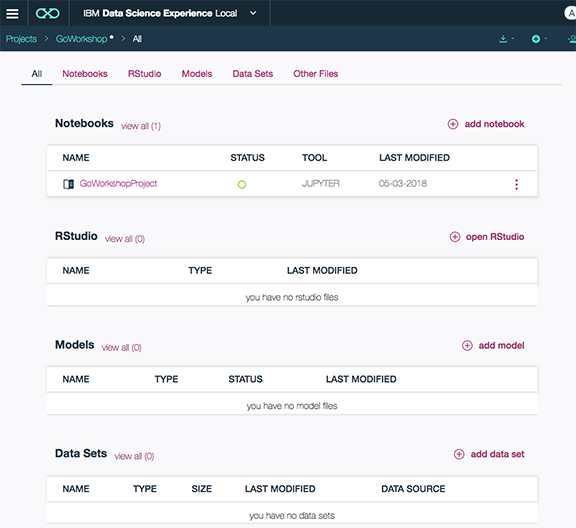 IBM Data Science Experience Local
A
Projects > GoWorkshop * > All
All Notebooks RStudio Models Data Sets Other Files
Notebooks view all (1) add notebook
NAME STATUS TOOL LAST MODIFIED
GoWorkshopProject JUPYTER 05-03-2018
RStudio view all (0) open RStudio
NAME TYPE LAST MODIFIED
you have no rstudio files
Models view all (0) add model
NAME TYPE STATUS LAST MODIFIED
you have no model files
Data Sets view all (0) add data set
NAME TYPE SIZE LAST MODIFIED DATA SOURCE
you have no data sets